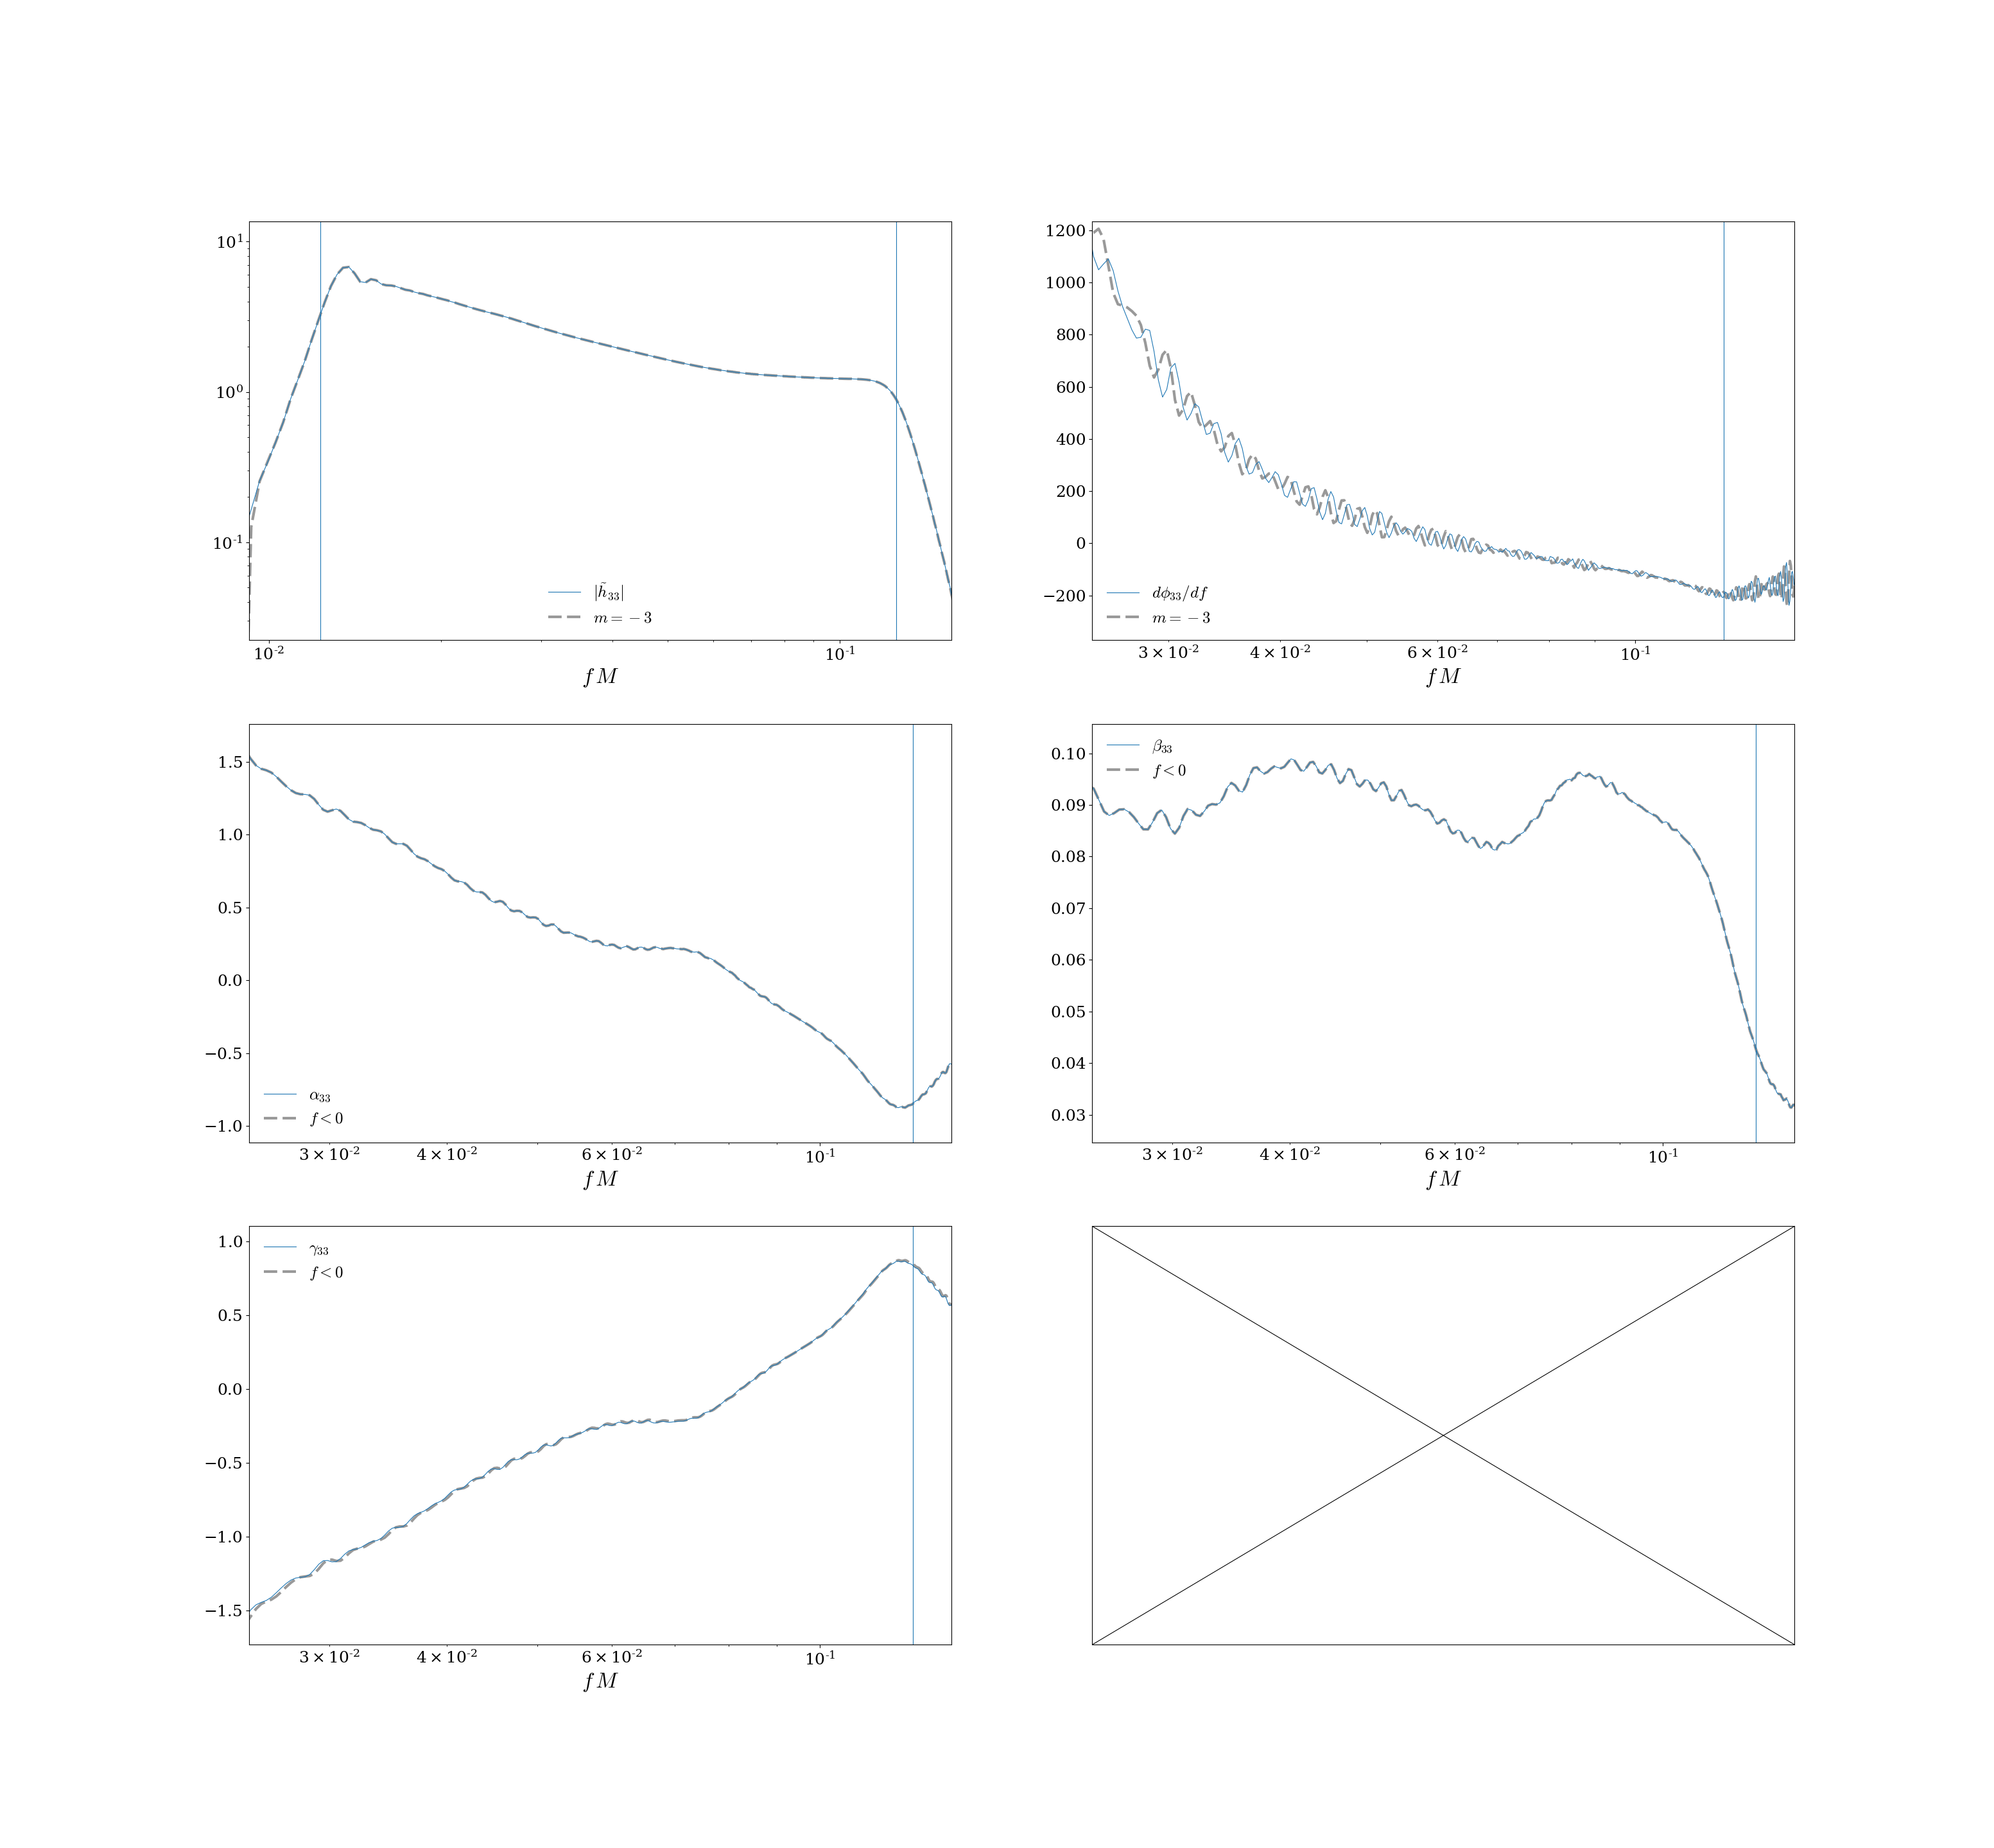 10¹
10⁰
10⁻¹
|h̃₃₃|
m = − 3
10⁻² 10⁻¹
f M
1200
1000
800
600
400
200
0
−200
dϕ₃₃/df
m = − 3
3 × 10⁻² 4 × 10⁻² 6 × 10⁻² 10⁻¹
f M
1.5
1.0
0.5
0.0
−0.5
−1.0
α₃₃
f < 0
3 × 10⁻² 4 × 10⁻² 6 × 10⁻² 10⁻¹
f M
β₃₃
f < 0
0.10
0.09
0.08
0.07
0.06
0.05
0.04
0.03
3 × 10⁻² 4 × 10⁻² 6 × 10⁻² 10⁻¹
f M
γ₃₃
f < 0
1.0
0.5
0.0
−0.5
−1.0
−1.5
3 × 10⁻² 4 × 10⁻² 6 × 10⁻² 10⁻¹
f M